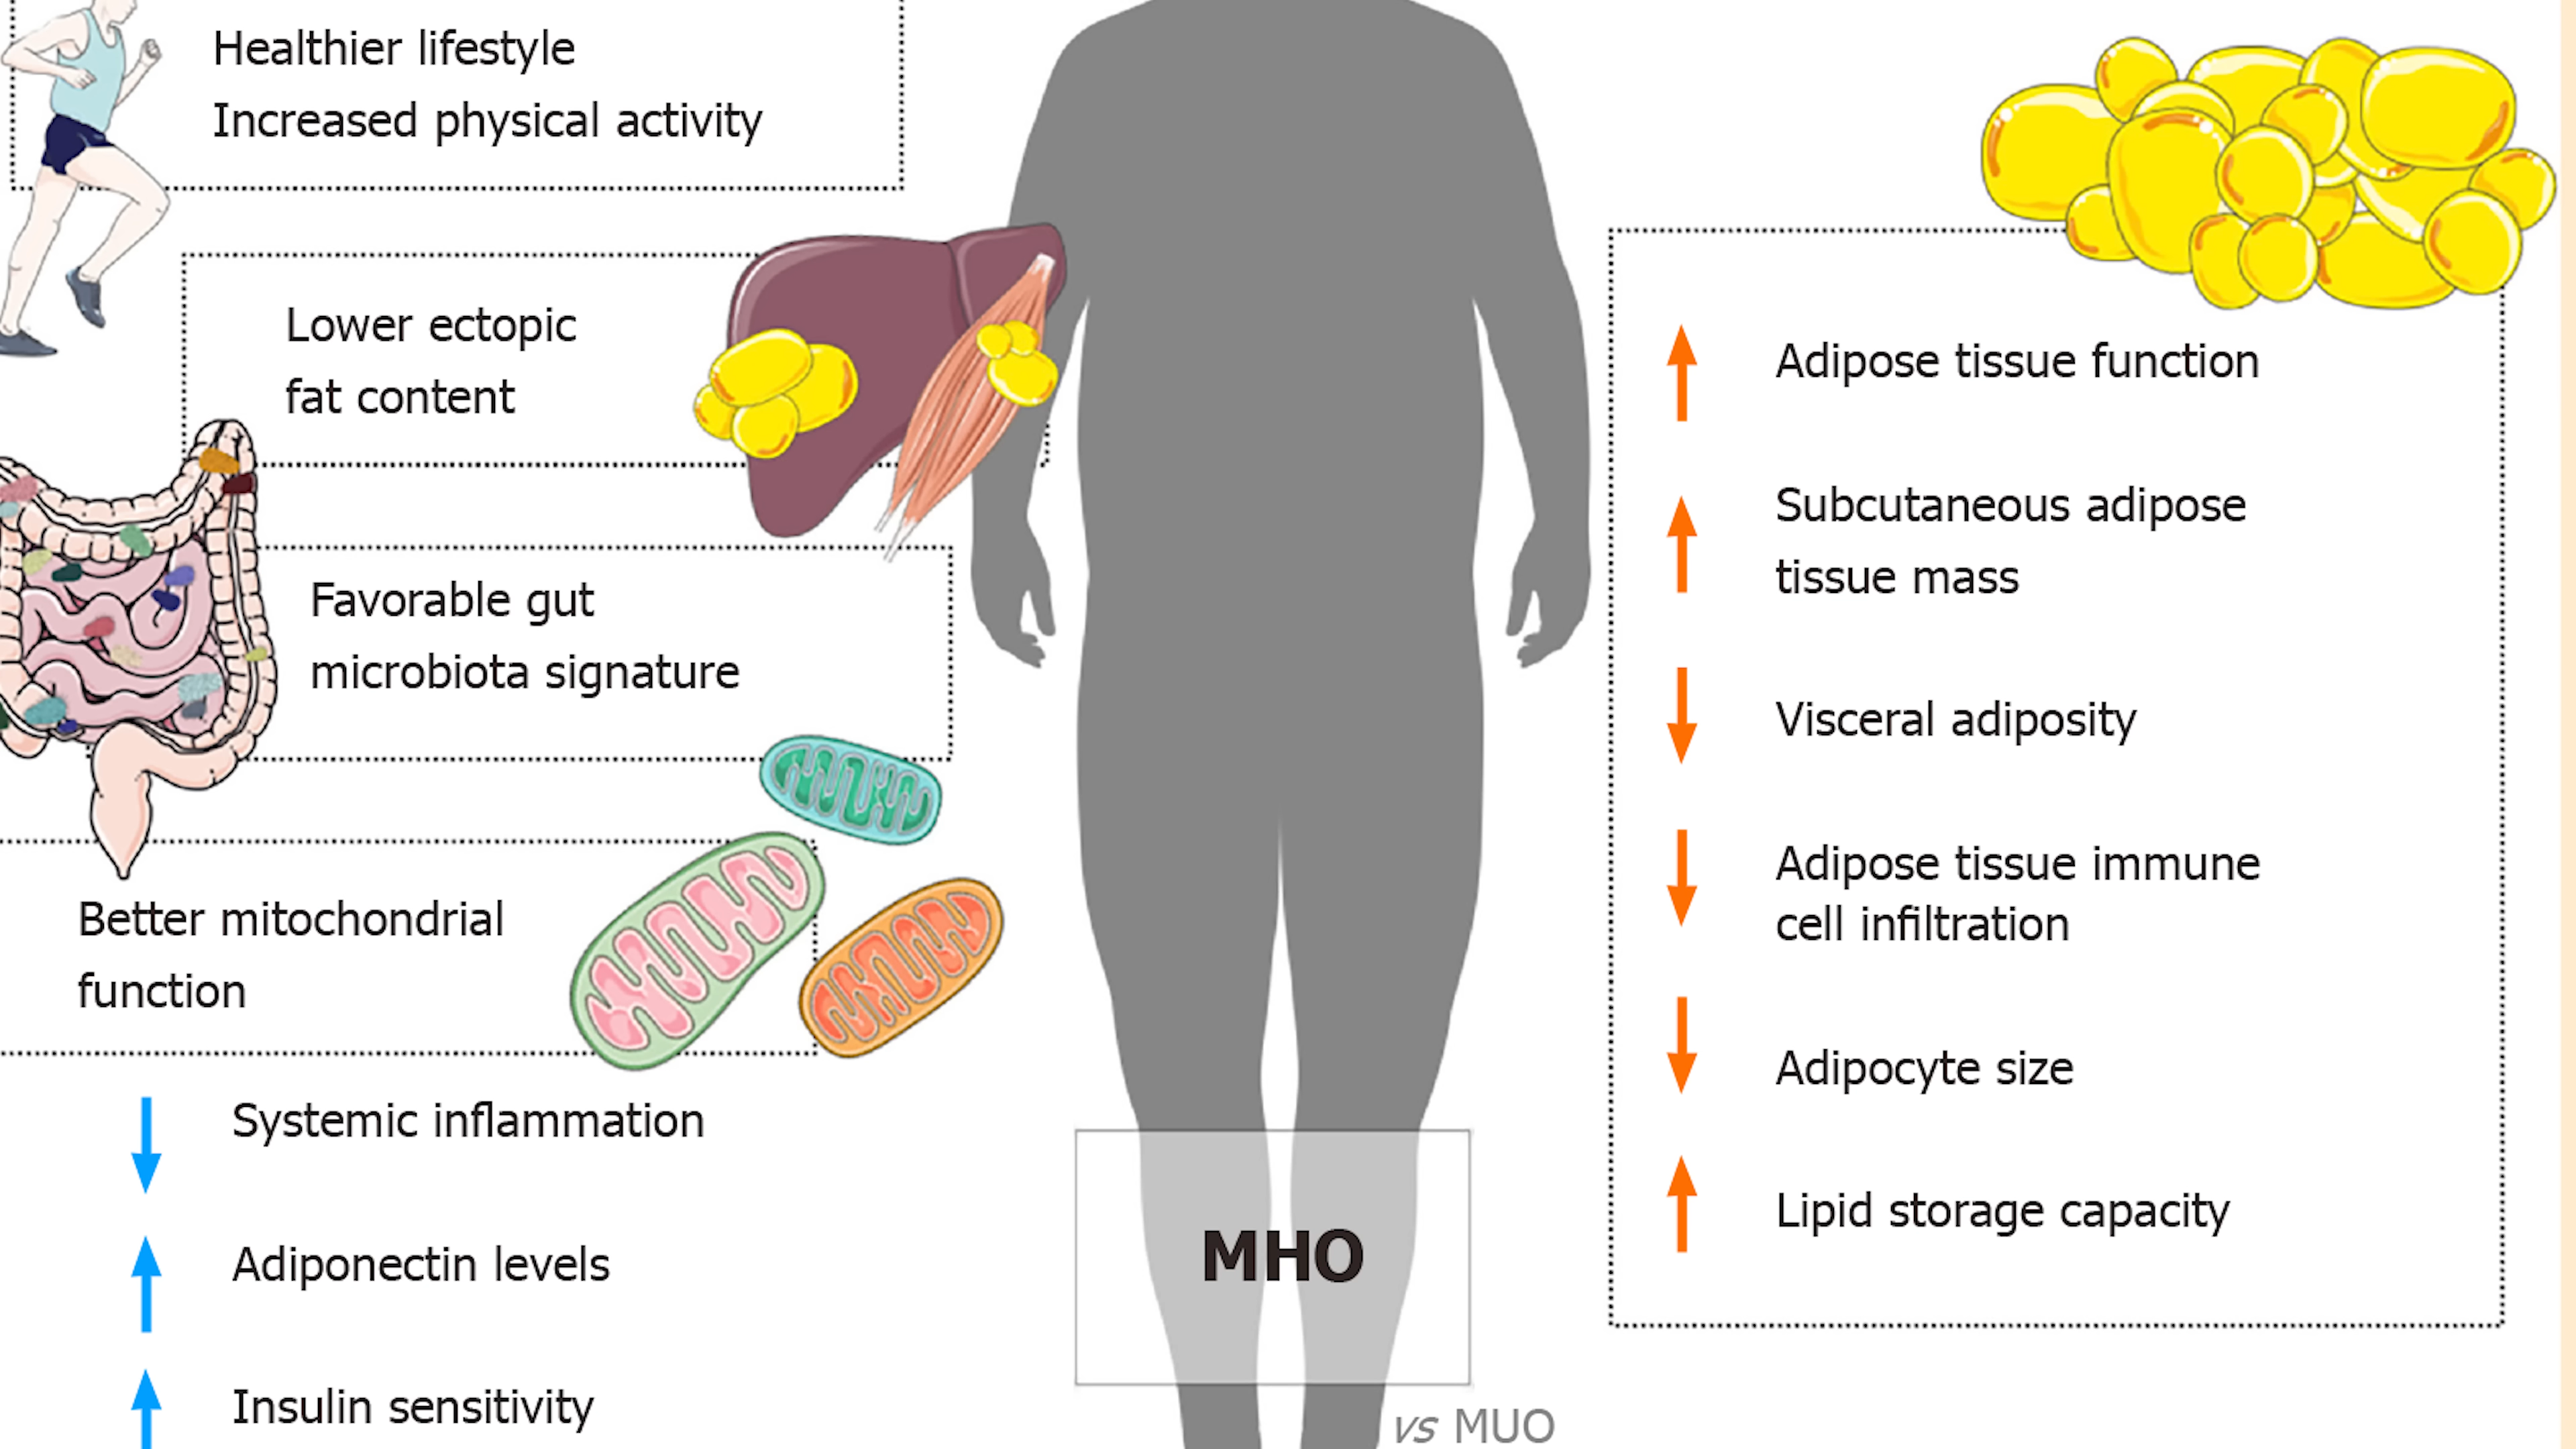 Healthier lifestyle
Increased physical activity
Lower ectopic
fat content
Favorable gut
microbiota signature
Better mitochondrial
function
Systemic inflammation
Adiponectin levels
Insulin sensitivity
MHO
vs MUO
Adipose tissue function
Subcutaneous adipose
tissue mass
Visceral adiposity
Adipose tissue immune
cell infiltration
Adipocyte size
Lipid storage capacity